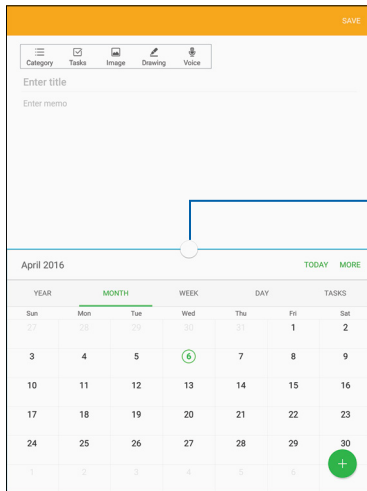 SAVE
Category Tasks Image Drawing Voice
Enter title
Enter memo
April 2016 TODAY MORE
YEAR MONTH WEEK DAY TASKS
Sun Mon Tue Wed Thu Fri Sat
27 28 29 30 31 1 2
3 4 5 6 7 8 9
10 11 12 13 14 15 16
17 18 19 20 21 22 23
24 25 26 27 28 29 30
1 2 3 4 5 6
+